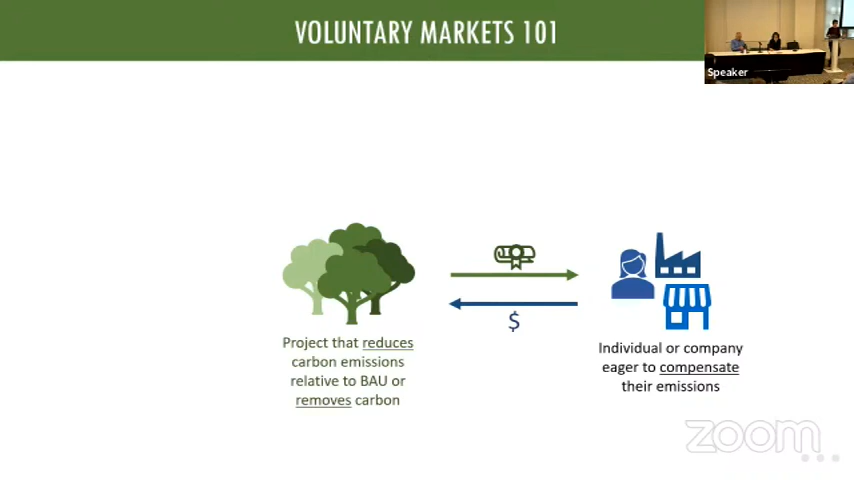 VOLUNTARY MARKETS 101
Speaker
$
Project that reduces
carbon emissions
relative to BAU or
removes carbon
Individual or company
eager to compensate
their emissions
zoom